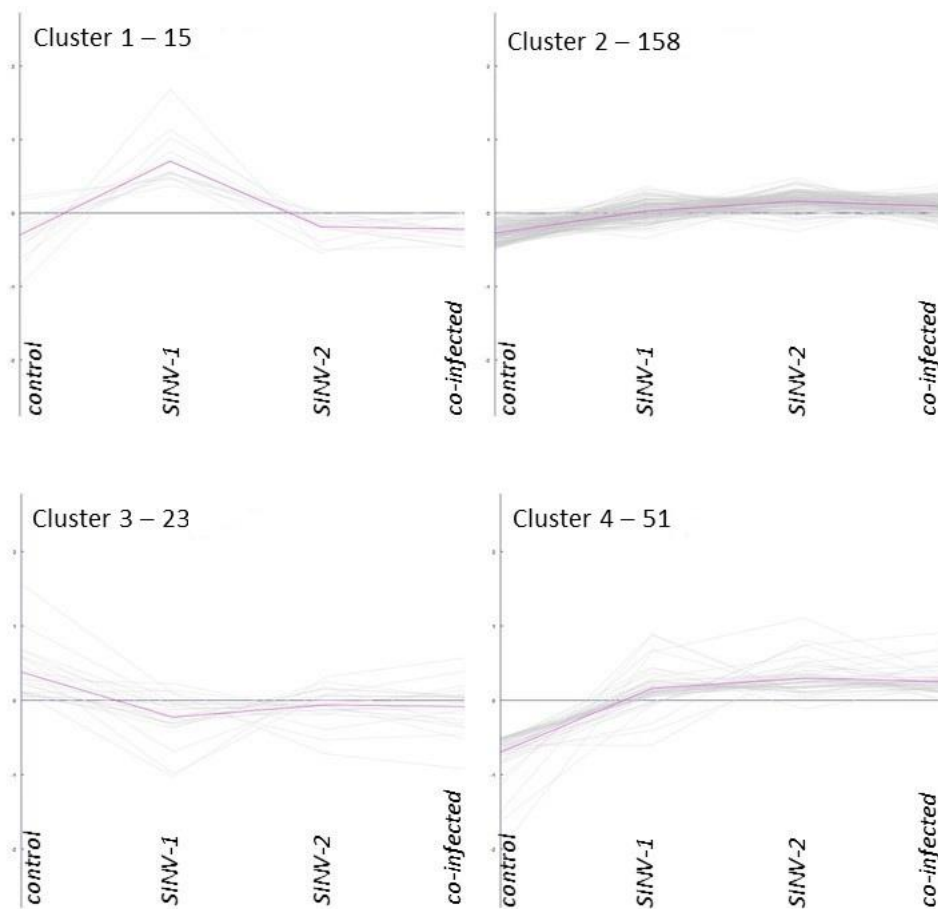 Cluster 1 – 15
control
SINV-1
SINV-2
co-infected
Cluster 2 – 158
control
SINV-1
SINV-2
co-infected
Cluster 3 – 23
control
SINV-1
SINV-2
co-infected
Cluster 4 – 51
control
SINV-1
SINV-2
co-infected